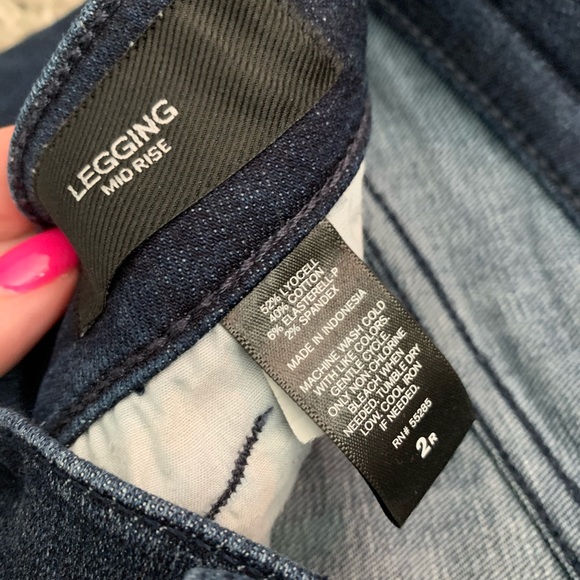 LEGGING
MID RISE
52% LYOCELL
40% COTTON
6% ELASTERELL-P
2% SPANDEX
MADE IN INDONESIA
MACHINE WASH COLD
WITH LIKE COLORS.
GENTLE CYCLE.
ONLY NON-CHLORINE
BLEACH WHEN
NEEDED. TUMBLE DRY
LOW. COOL IRON
IF NEEDED.
RN# 55285
2R